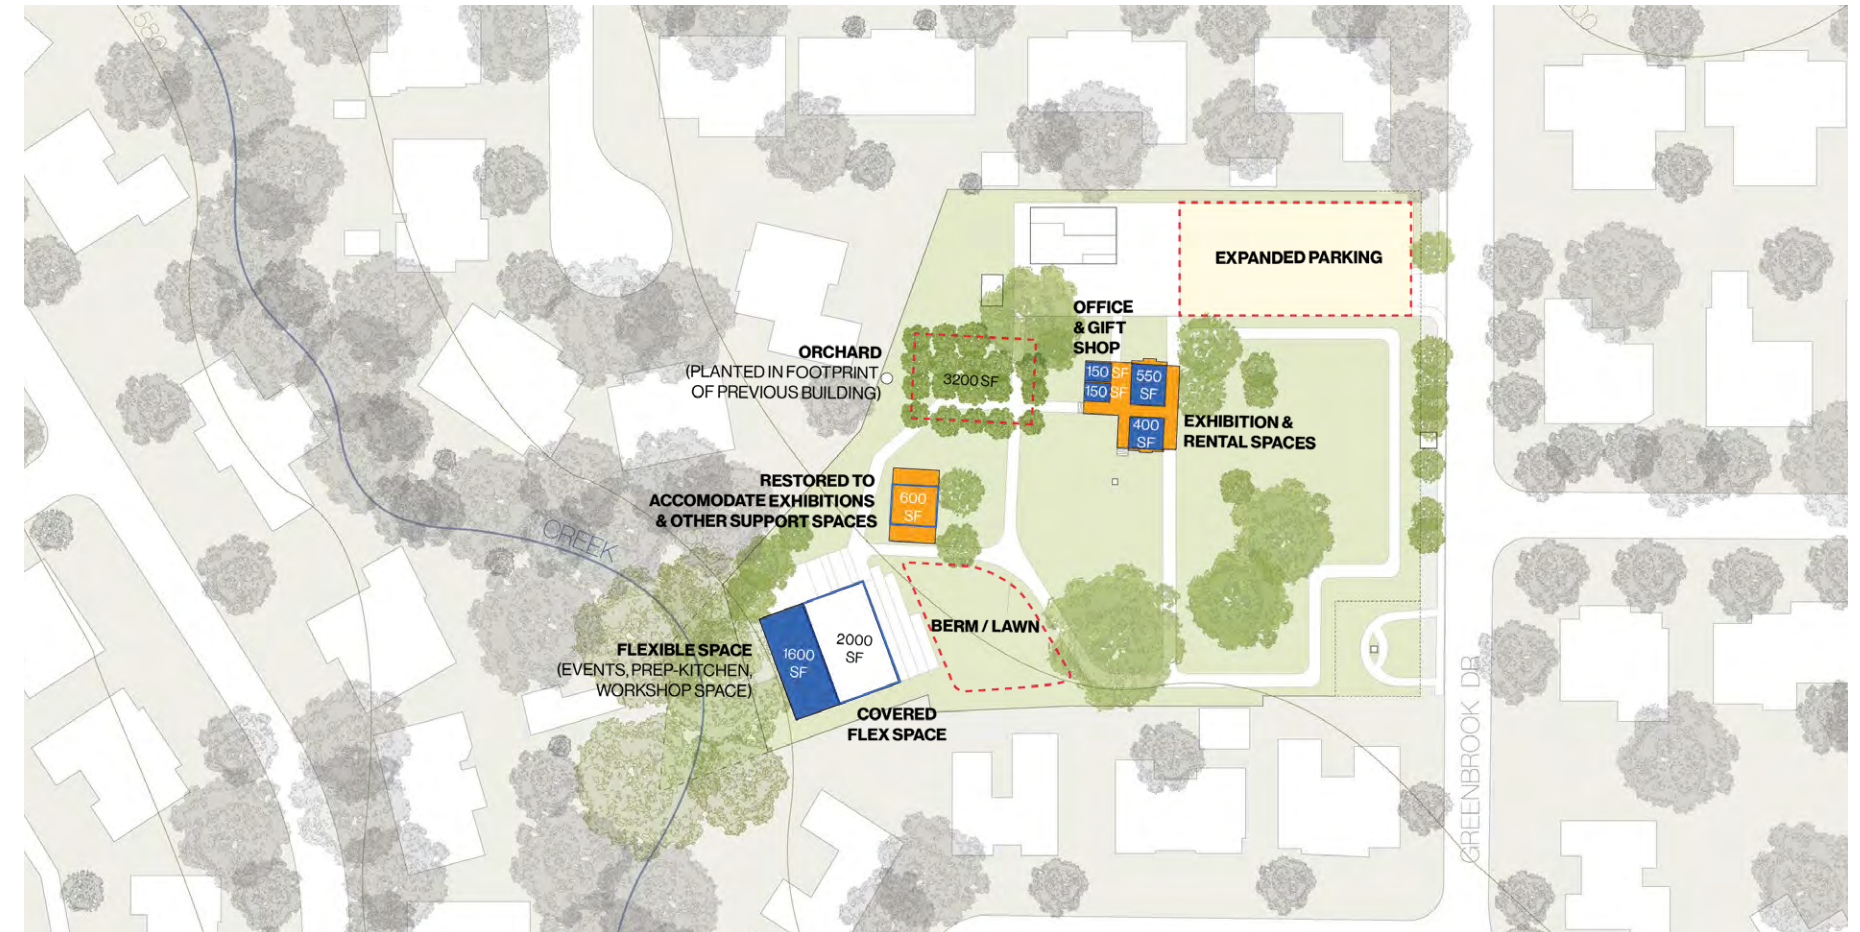 580
EXPANDED PARKING
OFFICE
& GIFT
SHOP
ORCHARD
(PLANTED IN FOOTPRINT
OF PREVIOUS BUILDING)
3200 SF
150 SF
150 SF
550
SF
400
SF
EXHIBITION &
RENTAL SPACES
RESTORED TO
ACCOMODATE EXHIBITIONS
& OTHER SUPPORT SPACES
600
SF
CREEK
BERM / LAWN
FLEXIBLE SPACE
(EVENTS, PREP-KITCHEN,
WORKSHOP SPACE)
1600
SF
2000
SF
COVERED
FLEX SPACE
GREENBROOK DR